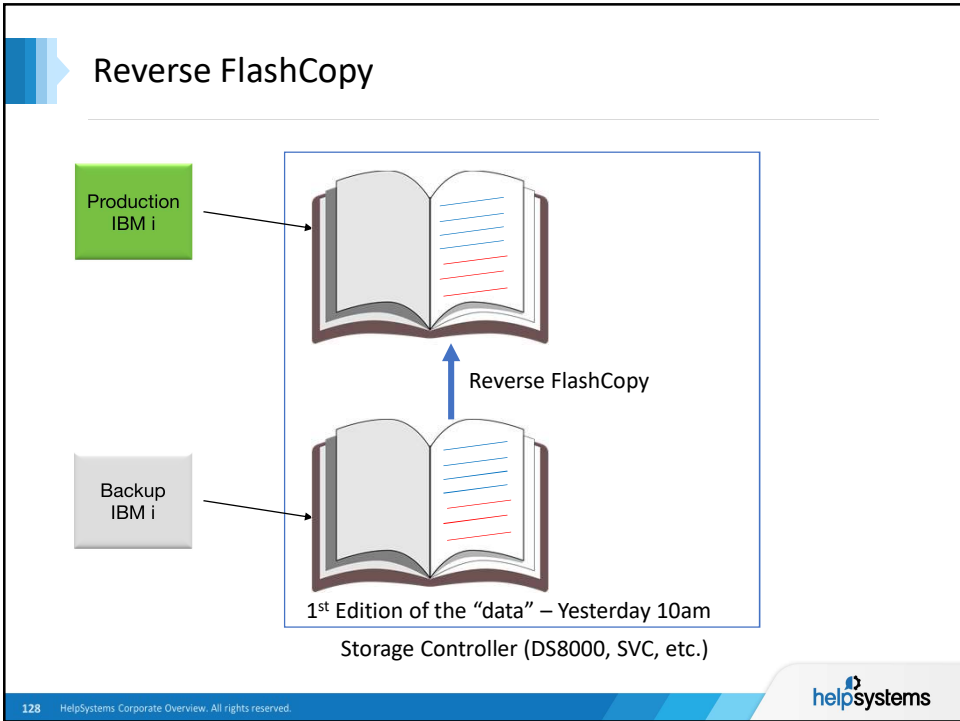 Reverse FlashCopy
Production
IBM i
Reverse FlashCopy
Backup
IBM i
1st Edition of the “data” – Yesterday 10am
Storage Controller (DS8000, SVC, etc.)
128 HelpSystems Corporate Overview. All rights reserved.
helpsystems